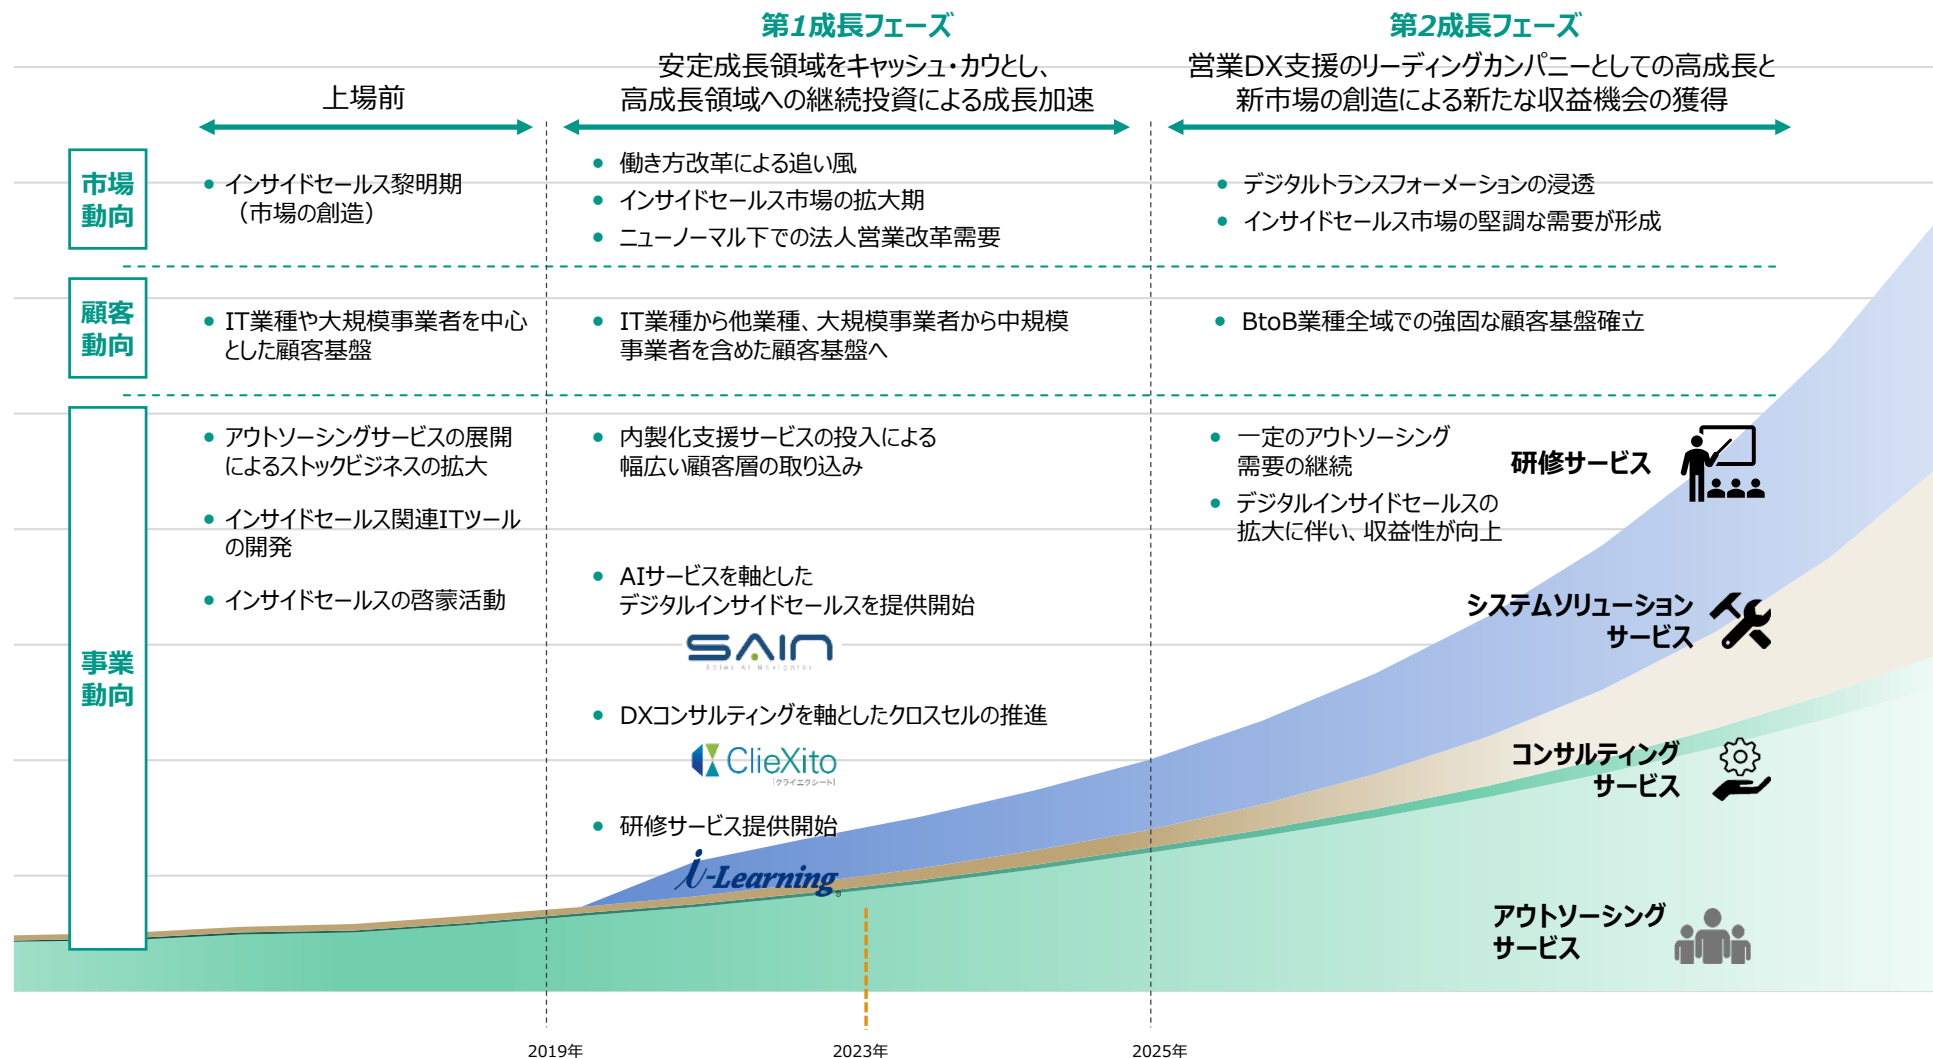 第1成長フェーズ
第2成長フェーズ
上場前
安定成長領域をキャッシュ・カウとし、
高成長領域への継続投資による成長加速
営業DX支援のリーディングカンパニーとしての高成長と
新市場の創造による新たな収益機会の獲得
市場
動向
• インサイドセールス黎明期
（市場の創造）
• 働き方改革による追い風
• インサイドセールス市場の拡大期
• ニューノーマル下での法人営業改革需要
• デジタルトランスフォーメーションの浸透
• インサイドセールス市場の堅調な需要が形成
顧客
動向
• IT業種や大規模事業者を中心
とした顧客基盤
• IT業種から他業種、大規模事業者から中規模
事業者を含めた顧客基盤へ
• BtoB業種全域での強固な顧客基盤確立
事業
動向
• アウトソーシングサービスの展開
によるストックビジネスの拡大
• インサイドセールス関連ITツール
の開発
• インサイドセールスの啓蒙活動
• 内製化支援サービスの投入による
幅広い顧客層の取り込み
• AIサービスを軸とした
デジタルインサイドセールスを提供開始
SAIN
Sales AI Navigator
• DXコンサルティングを軸としたクロスセルの推進
ClieXito
[クライエクシート]
• 研修サービス提供開始
i-Learning®
• 一定のアウトソーシング
需要の継続
• デジタルインサイドセールスの
拡大に伴い、収益性が向上
研修サービス
システムソリューション
サービス
コンサルティング
サービス
アウトソーシング
サービス
2019年
2023年
2025年